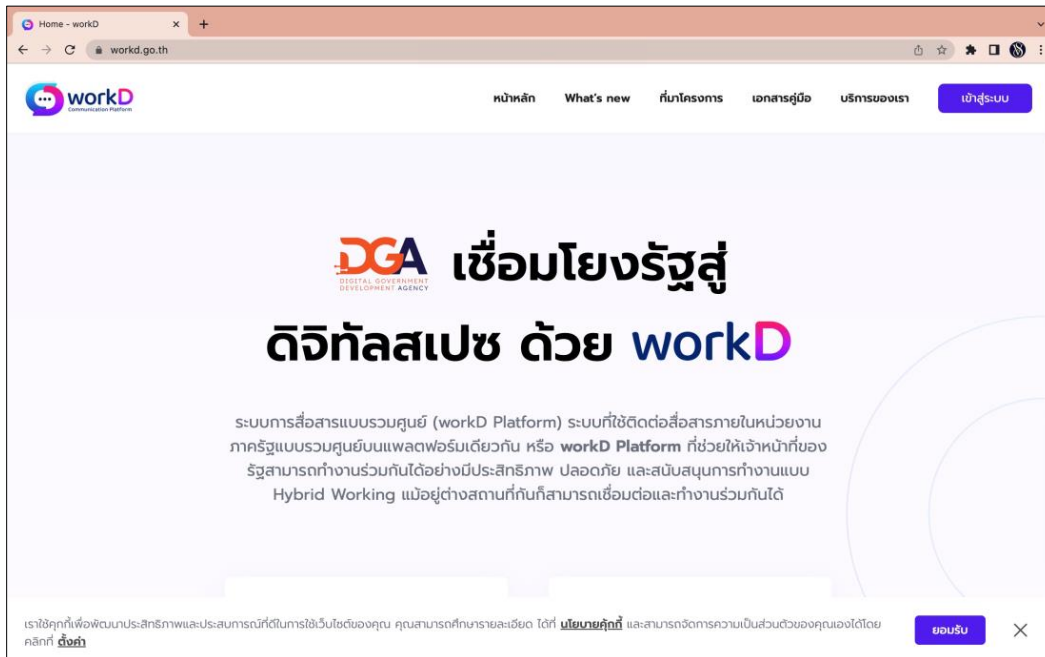 Home - workD
workd.go.th
workD
Communication Platform
หน้าหลัก
What's new
ที่มาโครงการ
เอกสารคู่มือ
บริการของเรา
เข้าสู่ระบบ
DGA เชื่อมโยงรัฐสู่
DIGITAL GOVERNMENT
DEVELOPMENT AGENCY
ดิจิทัลสเปซ ด้วย workD
ระบบการสื่อสารแบบรวมศูนย์ (workD Platform) ระบบที่ใช้ติดต่อสื่อสารภายในหน่วยงาน
ภาครัฐแบบรวมศูนย์บนแพลตฟอร์มเดียวกัน หรือ workD Platform ที่ช่วยให้เจ้าหน้าที่ของ
รัฐสามารถทำงานร่วมกันได้อย่างมีประสิทธิภาพ ปลอดภัย และสนับสนุนการทำงานแบบ
Hybrid Working แม้อยู่ต่างสถานที่กันก็สามารถเชื่อมต่อและทำงานร่วมกันได้
เราใช้คุกกี้เพื่อพัฒนาประสิทธิภาพและประสบการณ์ที่ดีในการใช้เว็บไซต์ของคุณ คุณสามารถศึกษารายละเอียด ได้ที่ นโยบายคุ้กกี้ และสามารถจัดการความเป็นส่วนตัวของคุณเองได้โดย
คลิกที่ ตั้งค่า
ยอมรับ